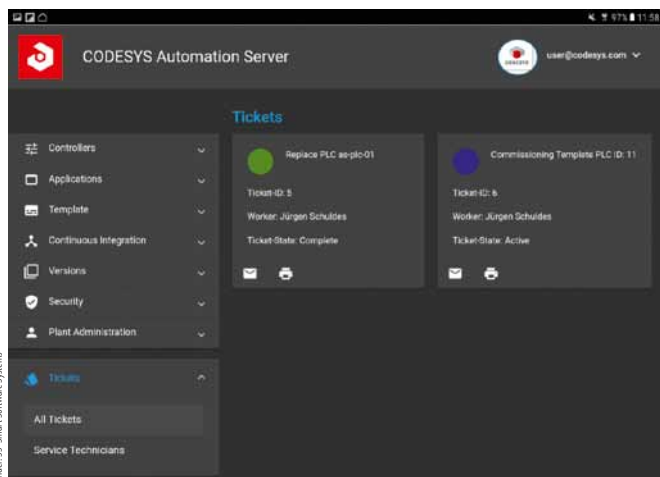 97% 11:58
CODESYS Automation Server
user@codesys.com
Tickets
Controllers
Applications
Template
Continuous Integration
Versions
Security
Plant Administration
Tickets
All Tickets
Service Technicians
Replace PLC as-plc-01
Ticket-ID: 5
Worker: Jürgen Schuldes
Ticket-State: Complete
Commissioning Template PLC ID: 11
Ticket-ID: 6
Worker: Jürgen Schuldes
Ticket-State: Active